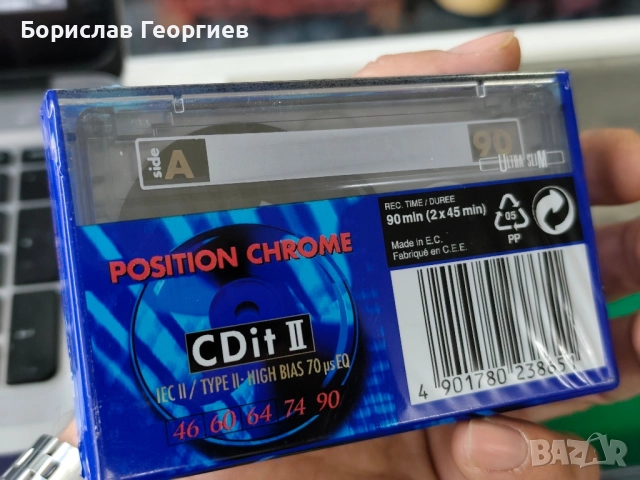 Борислав Георгиев
side A
90
ULTRA SLIM
REC. TIME / DUREE
90 min (2 x 45 min)
Made in E.C.
Fabriqué en C.E.E.
05
PP
POSITION CHROME
CDit II
IEC II / TYPE II - HIGH BIAS 70 µs EQ
46 60 64 74 90
4 901780 238651
BAZAR